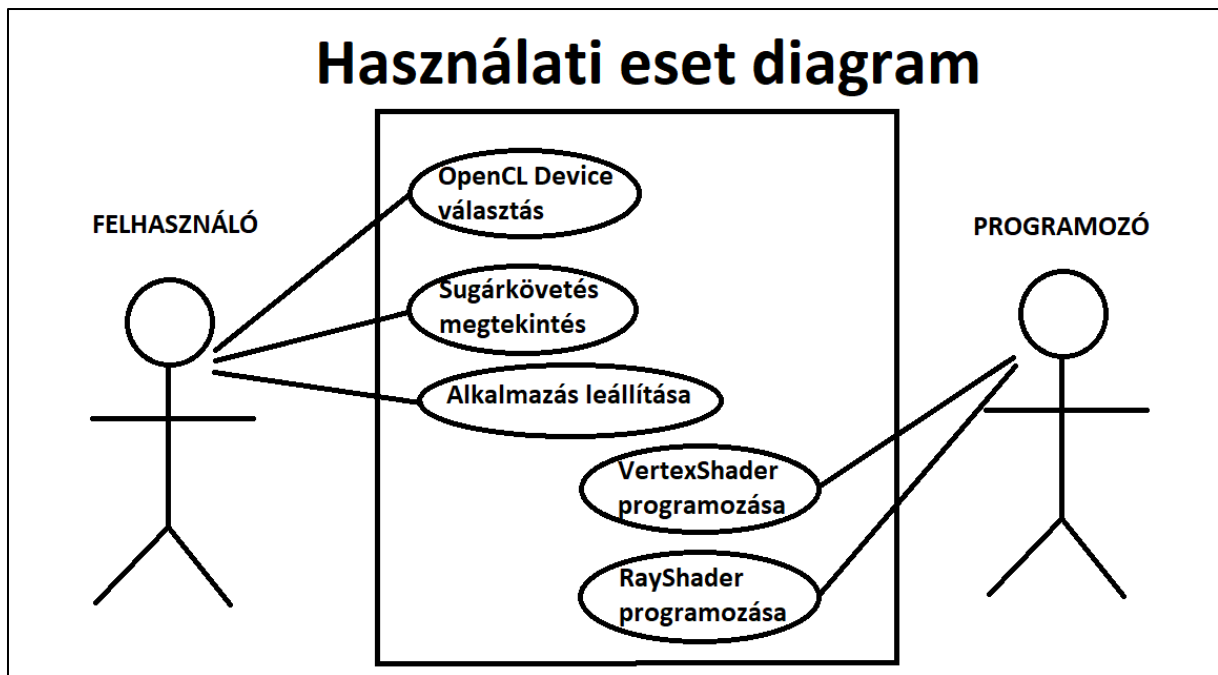 Használati eset diagram
FELHASZNÁLÓ
OpenCL Device
választás
Sugárkövetés
megtekintés
Alkalmazás leállítása
PROGRAMOZÓ
VertexShader
programozása
RayShader
programozása